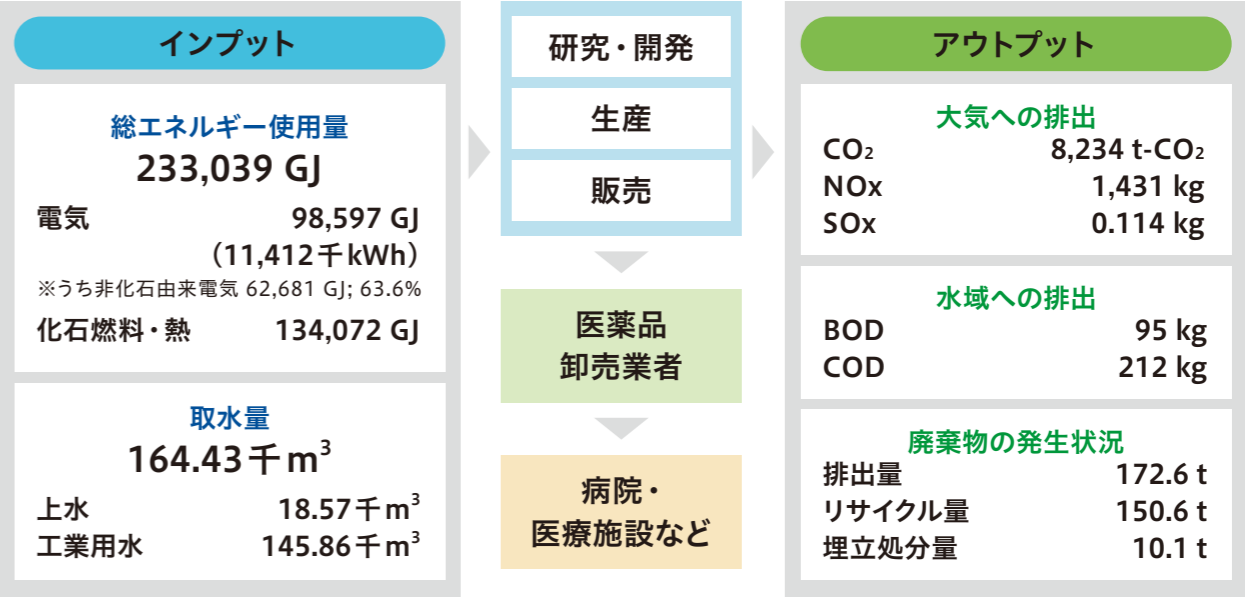 インプット
総エネルギー使用量
233,039 GJ
電気 98,597 GJ
（11,412千kWh）
※うち非化石由来電気 62,681 GJ; 63.6%
化石燃料・熱 134,072 GJ
取水量
164.43千m³
上水 18.57千m³
工業用水 145.86千m³
研究・開発
生産
販売
医薬品
卸売業者
病院・
医療施設など
アウトプット
大気への排出
CO₂ 8,234 t-CO₂
NOx 1,431 kg
SOx 0.114 kg
水域への排出
BOD 95 kg
COD 212 kg
廃棄物の発生状況
排出量 172.6 t
リサイクル量 150.6 t
埋立処分量 10.1 t